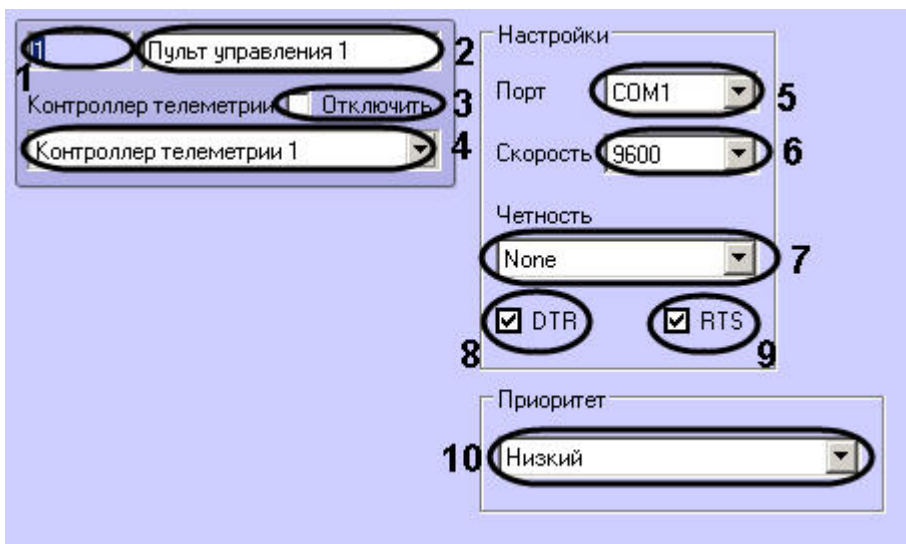 1
Пульт управления 1
2
1
Контроллер телеметрии Отключить
3
Контроллер телеметрии 1
4
Настройки
Порт COM1
5
Скорость 9600
6
Четность
None
7
DTR RTS
8 9
Приоритет
10 Низкий